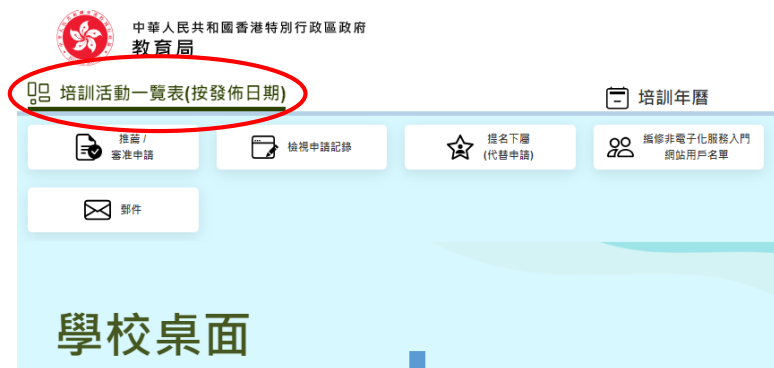 中華人民共和國香港特別行政區政府
教育局
培訓活動一覽表(按發佈日期)
培訓年曆
推薦 /
審准申請
檢視申請記錄
提名下屬
(代替申請)
編修非電子化服務入門
網站用戶名單
郵件
學校桌面